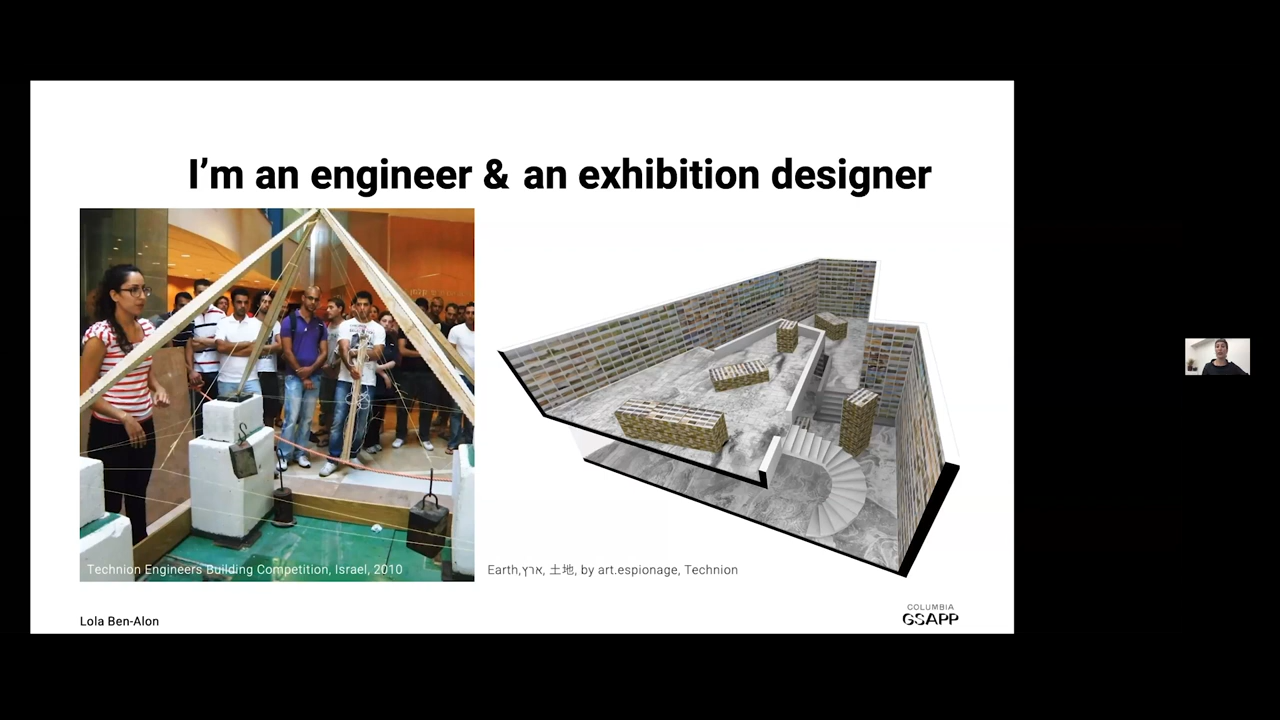 I'm an engineer & an exhibition designer
Technion Engineers Building Competition, Israel, 2010
Earth,ארץ, 土地, by art.espionage, Technion
Lola Ben-Alon
COLUMBIA
GSAPP